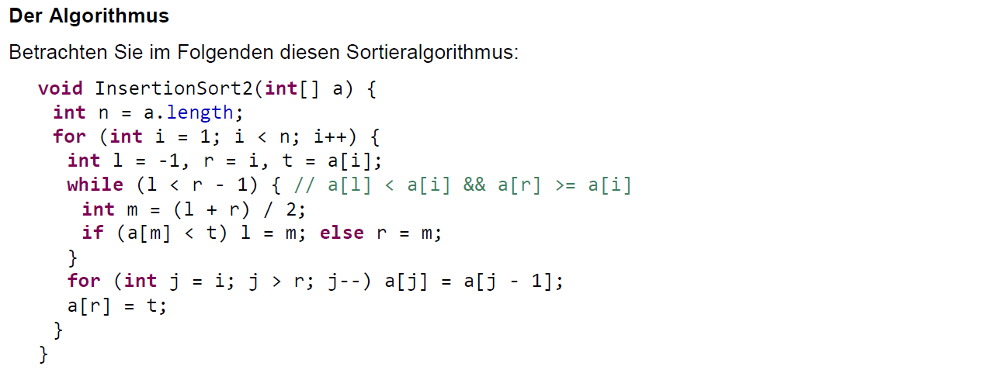 Der Algorithmus
Betrachten Sie im Folgenden diesen Sortieralgorithmus:
void InsertionSort2(int[] a) {
int n = a.length;
for (int i = 1; i < n; i++) {
int l = -1, r = i, t = a[i];
while (l < r - 1) { // a[l] < a[i] && a[r] >= a[i]
int m = (l + r) / 2;
if (a[m] < t) l = m; else r = m;
}
for (int j = i; j > r; j--) a[j] = a[j - 1];
a[r] = t;
}
}